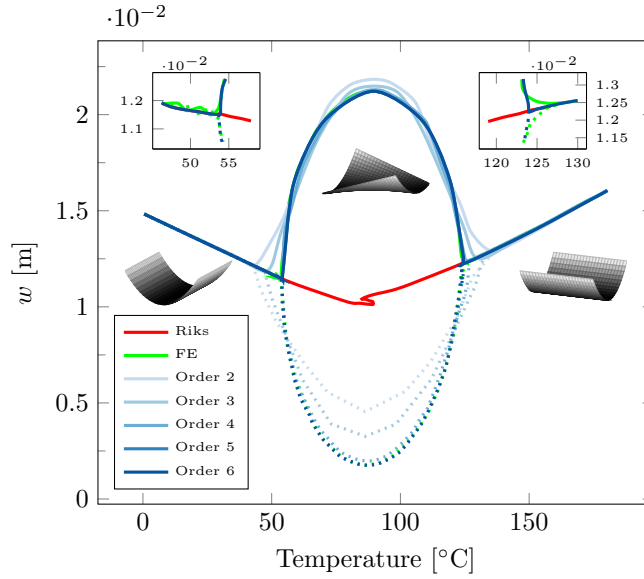 ·10⁻²
·10⁻²
1.2
1.1
50 55
·10⁻²
1.3
1.25
1.2
1.15
120 125 130
2
1.5
1
0.5
0
w [m]
Riks
FE
Order 2
Order 3
Order 4
Order 5
Order 6
0 50 100 150
Temperature [°C]